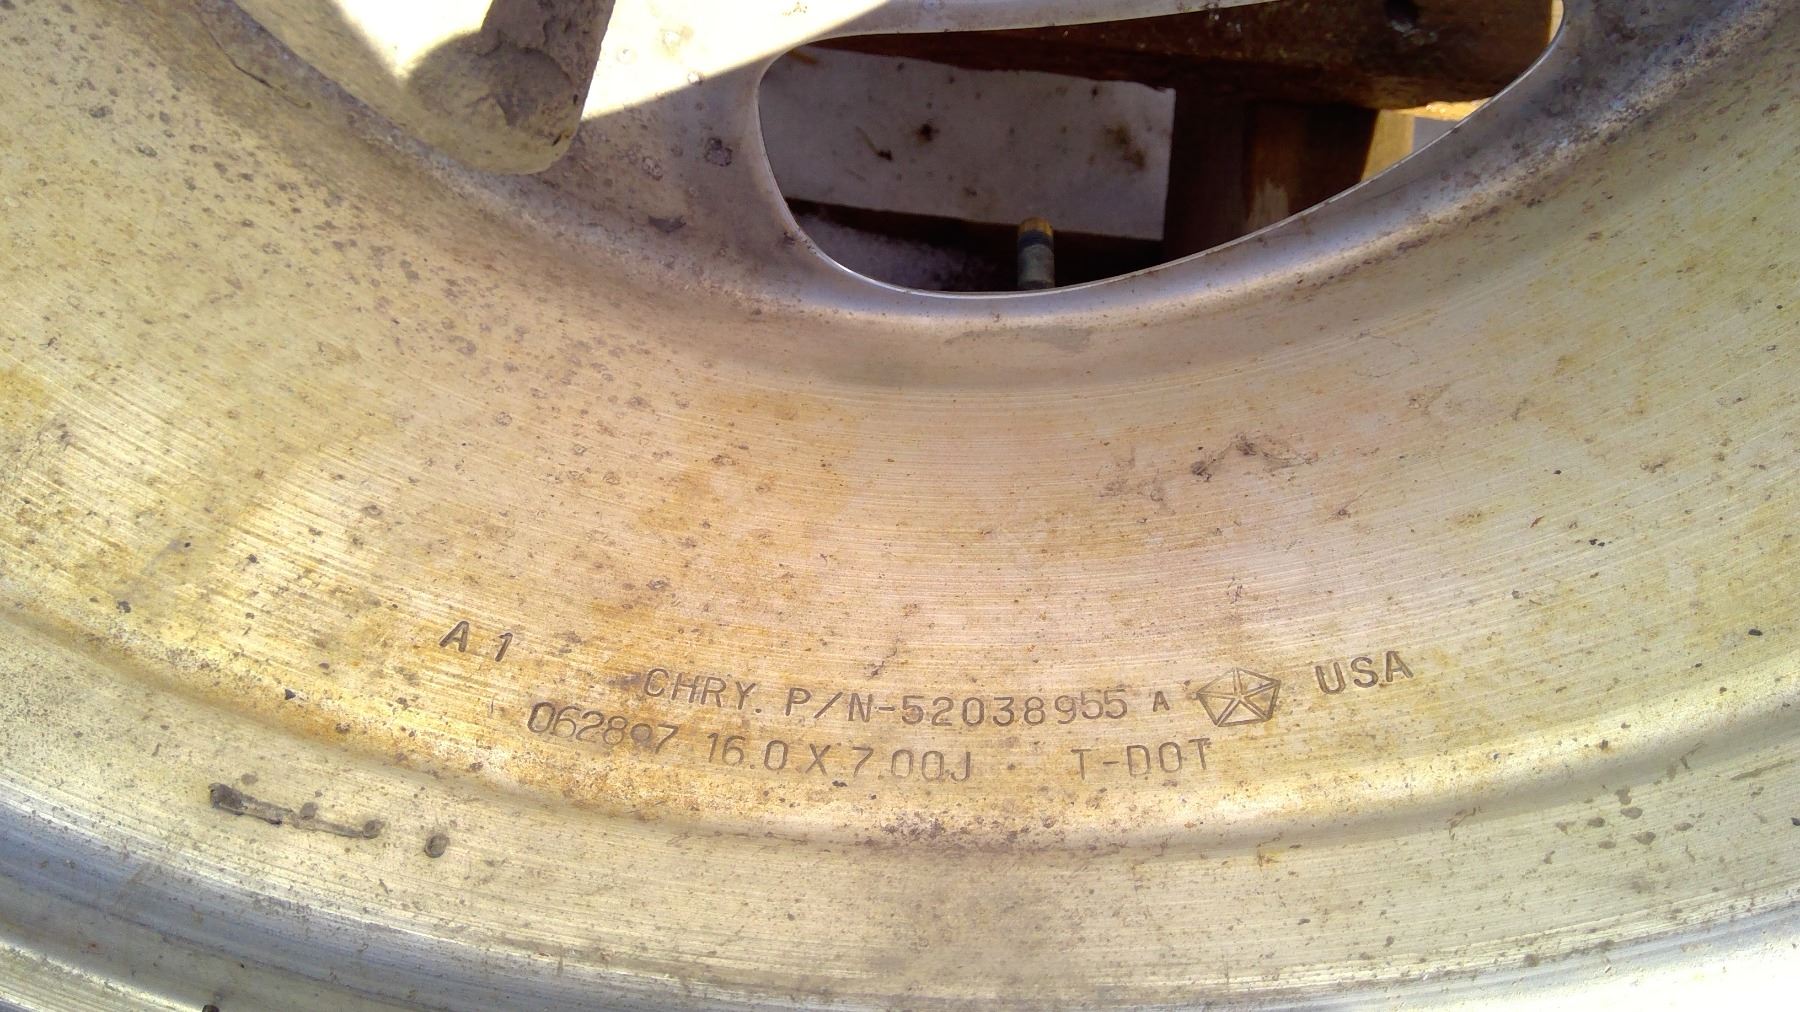 A 1
CHRY. P/N-52038955 A USA
062897 16.0 X 7.00J T-DOT